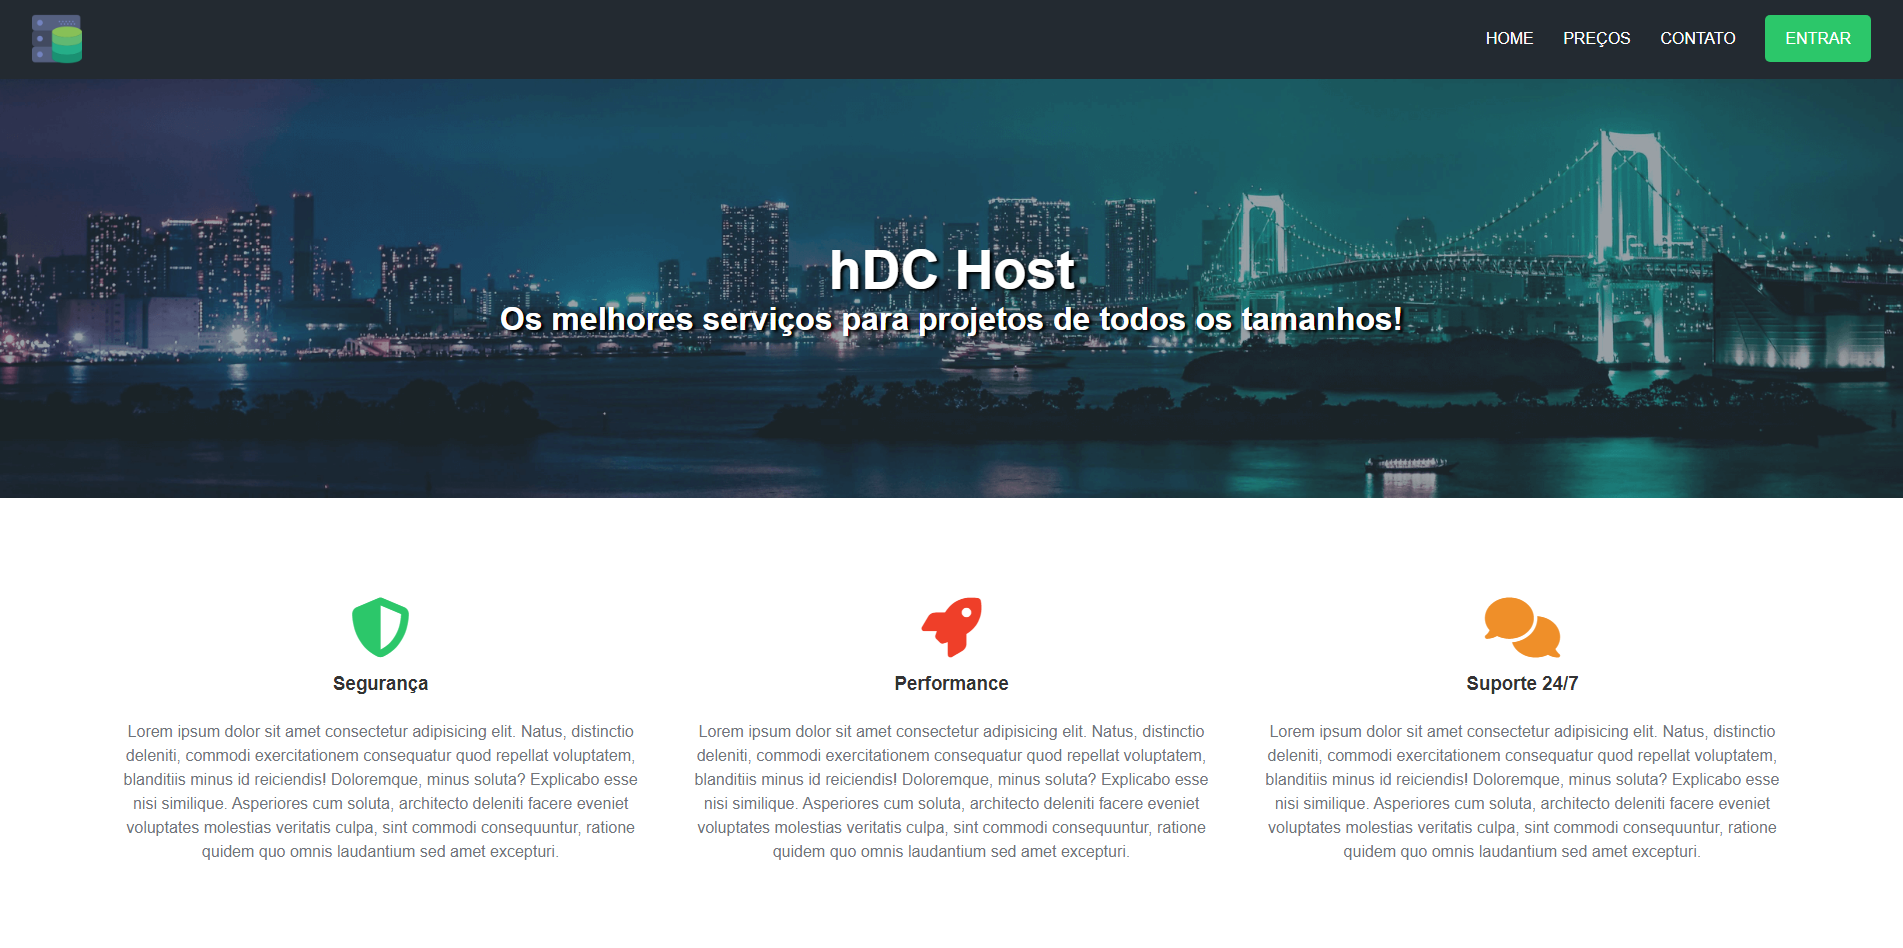 HOME PREÇOS CONTATO ENTRAR
hDC Host
Os melhores serviços para projetos de todos os tamanhos!
Segurança
Lorem ipsum dolor sit amet consectetur adipisicing elit. Natus, distinctio
deleniti, commodi exercitationem consequatur quod repellat voluptatem,
blanditiis minus id reiciendis! Doloremque, minus soluta? Explicabo esse
nisi similique. Asperiores cum soluta, architecto deleniti facere eveniet
voluptates molestias veritatis culpa, sint commodi consequuntur, ratione
quidem quo omnis laudantium sed amet excepturi.
Performance
Lorem ipsum dolor sit amet consectetur adipisicing elit. Natus, distinctio
deleniti, commodi exercitationem consequatur quod repellat voluptatem,
blanditiis minus id reiciendis! Doloremque, minus soluta? Explicabo esse
nisi similique. Asperiores cum soluta, architecto deleniti facere eveniet
voluptates molestias veritatis culpa, sint commodi consequuntur, ratione
quidem quo omnis laudantium sed amet excepturi.
Suporte 24/7
Lorem ipsum dolor sit amet consectetur adipisicing elit. Natus, distinctio
deleniti, commodi exercitationem consequatur quod repellat voluptatem,
blanditiis minus id reiciendis! Doloremque, minus soluta? Explicabo esse
nisi similique. Asperiores cum soluta, architecto deleniti facere eveniet
voluptates molestias veritatis culpa, sint commodi consequuntur, ratione
quidem quo omnis laudantium sed amet excepturi.